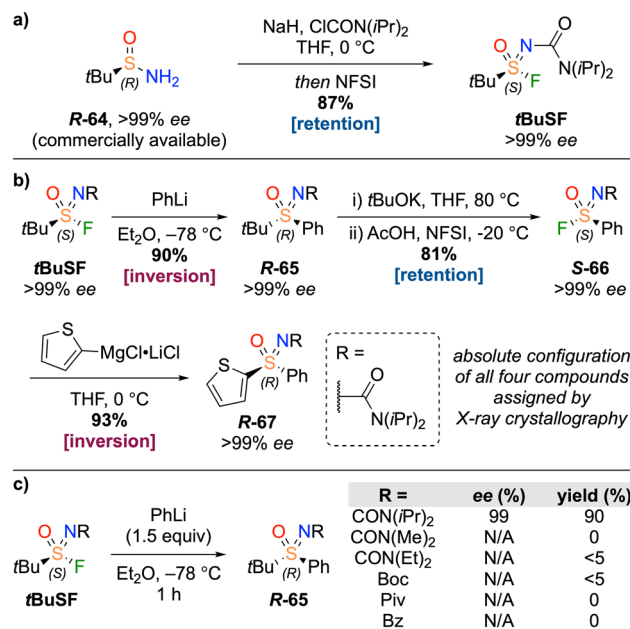 a)
O
S
tBu
NH2
(R)
R-64, >99% ee
(commercially available)
NaH, ClCON(iPr)2
THF, 0 °C
then NFSI
87%
[retention]
O
O
N
S
tBu
F
N(iPr)2
(S)
tBuSF
>99% ee
b)
O
NR
S
tBu
F
(S)
tBuSF
>99% ee
PhLi
Et2O, –78 °C
90%
[inversion]
O
NR
S
tBu
Ph
(R)
R-65
>99% ee
i) tBuOK, THF, 80 °C
ii) AcOH, NFSI, -20 °C
81%
[retention]
O
NR
S
F
Ph
(S)
S-66
>99% ee
S
MgCl•LiCl
THF, 0 °C
93%
[inversion]
O
NR
S
S
Ph
(R)
R-67
>99% ee
R =
O
N(iPr)2
absolute configuration
of all four compounds
assigned by
X-ray crystallography
c)
O
NR
S
tBu
F
(S)
tBuSF
PhLi
(1.5 equiv)
Et2O, –78 °C
1 h
O
NR
S
tBu
Ph
(R)
R-65
R = ee (%) yield (%)
CON(iPr)2 99 90
CON(Me)2 N/A 0
CON(Et)2 N/A <5
Boc N/A <5
Piv N/A 0
Bz N/A 0